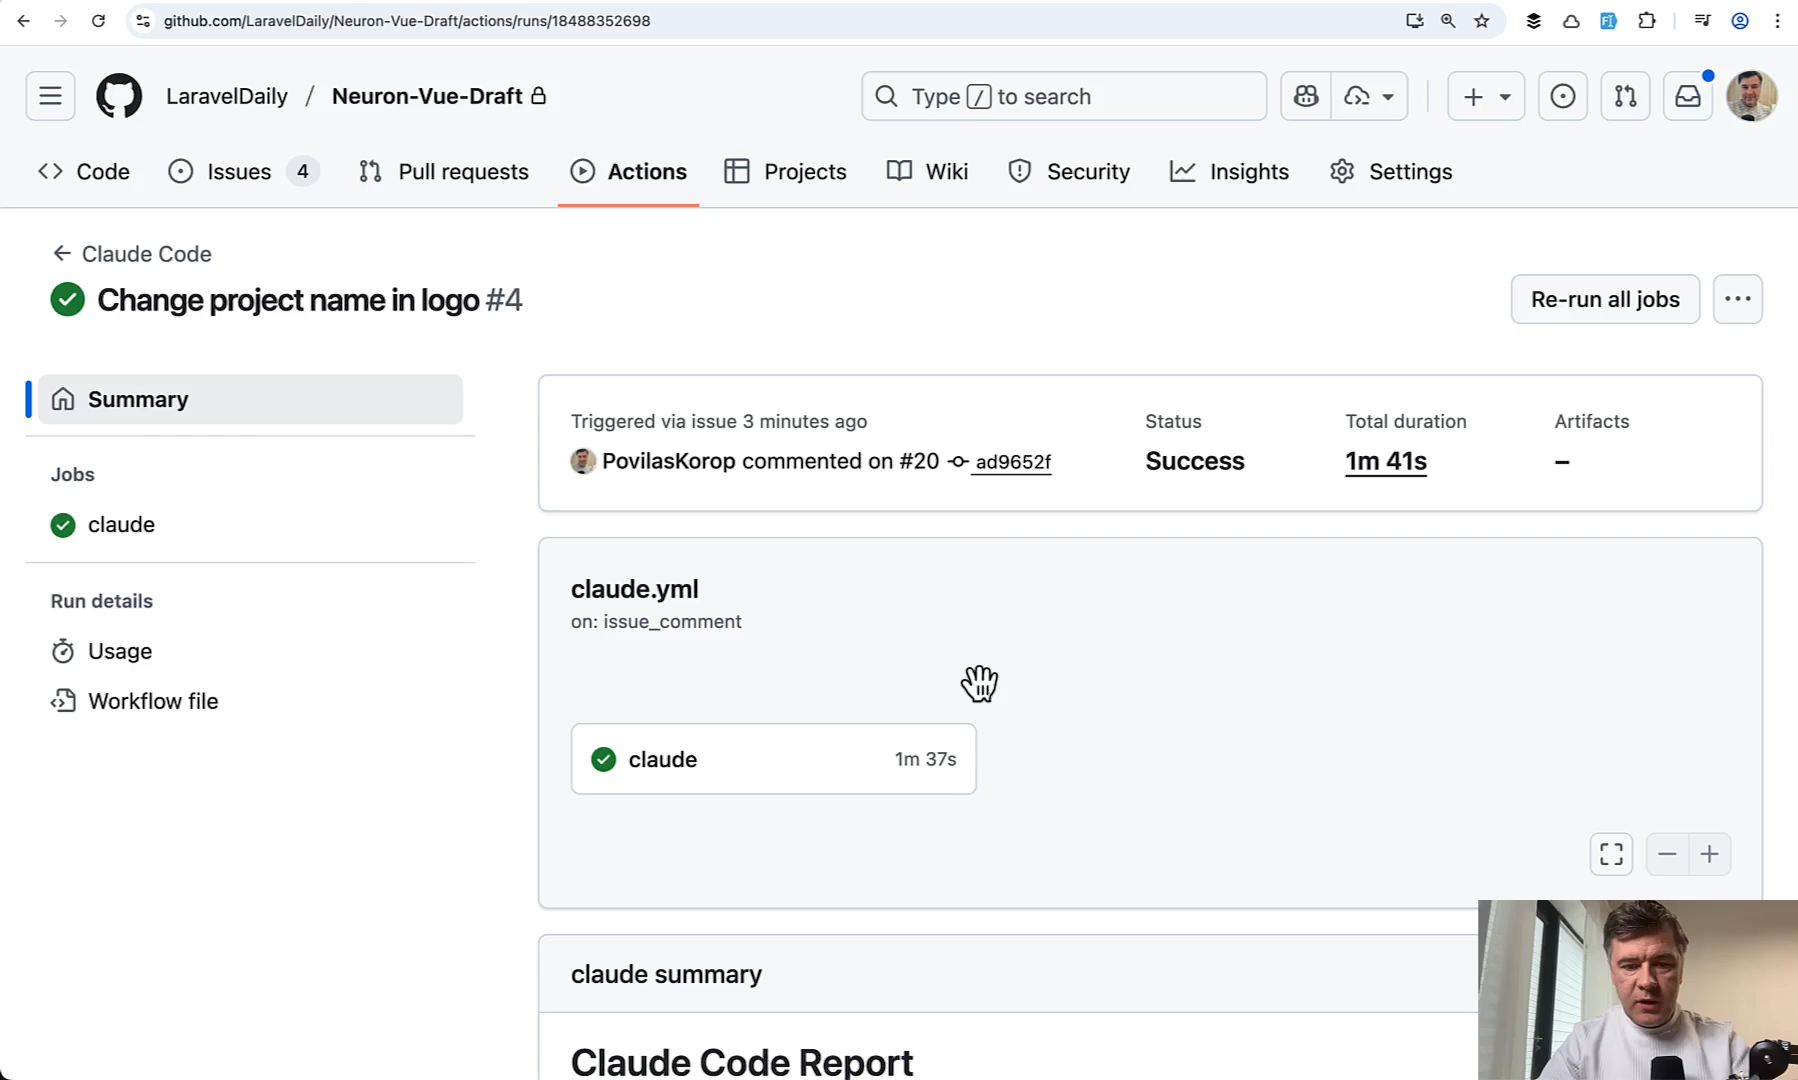 github.com/LaravelDaily/Neuron-Vue-Draft/actions/runs/18488352698
LaravelDaily / Neuron-Vue-Draft
Type / to search
Code
Issues 4
Pull requests
Actions
Projects
Wiki
Security
Insights
Settings
Claude Code
Change project name in logo #4
Re-run all jobs
Summary
Jobs
claude
Run details
Usage
Workflow file
Triggered via issue 3 minutes ago
PovilasKorop commented on #20 ad9652f
Status
Success
Total duration
1m 41s
Artifacts
–
claude.yml
on: issue_comment
claude 1m 37s
claude summary
Claude Code Report